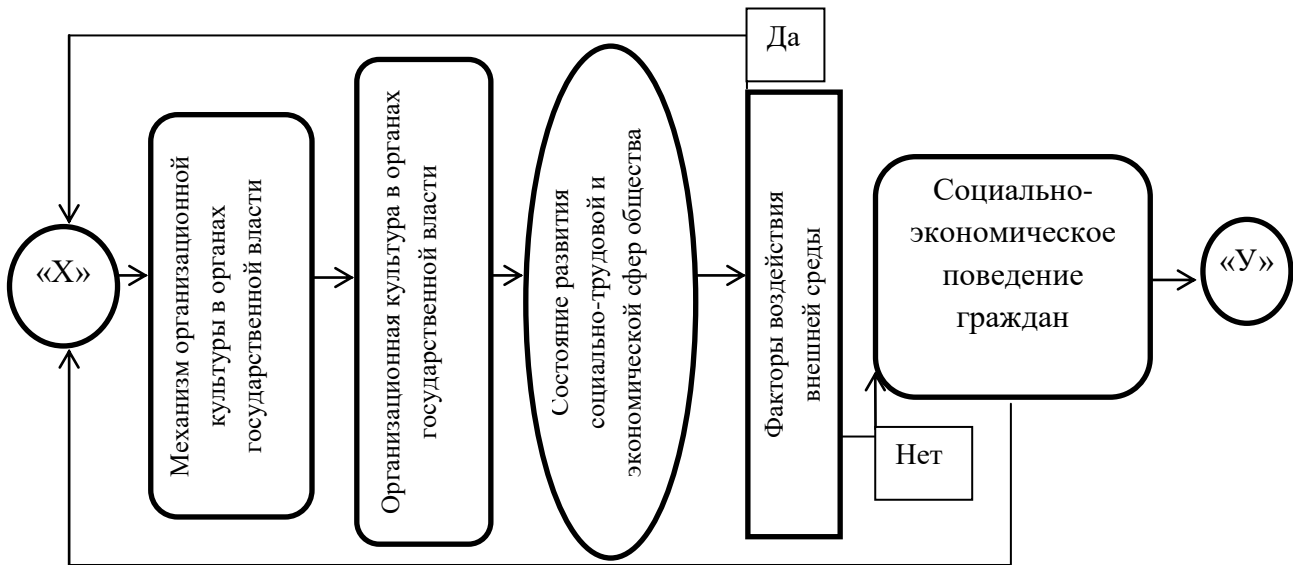 «Х»
Механизм организационной
культуры в органах
государственной власти
Организационная культура в органах
государственной власти
Состояние развития
социально-трудовой и
экономической сфер общества
Да
Факторы воздействия
внешней среды
Нет
Социально-
экономическое
поведение
граждан
«У»